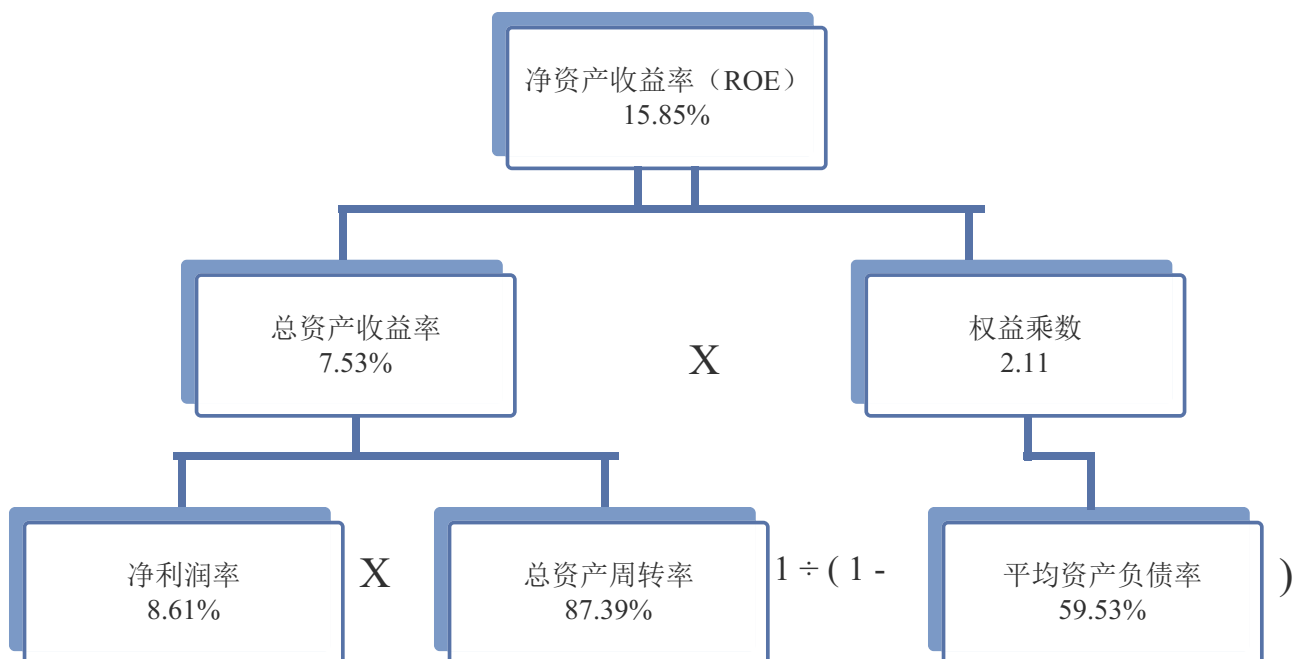 净资产收益率（ROE）
15.85%
总资产收益率
7.53%
X
权益乘数
2.11
净利润率
8.61%
X
总资产周转率
87.39%
1 ÷ ( 1 -
平均资产负债率
59.53%
)